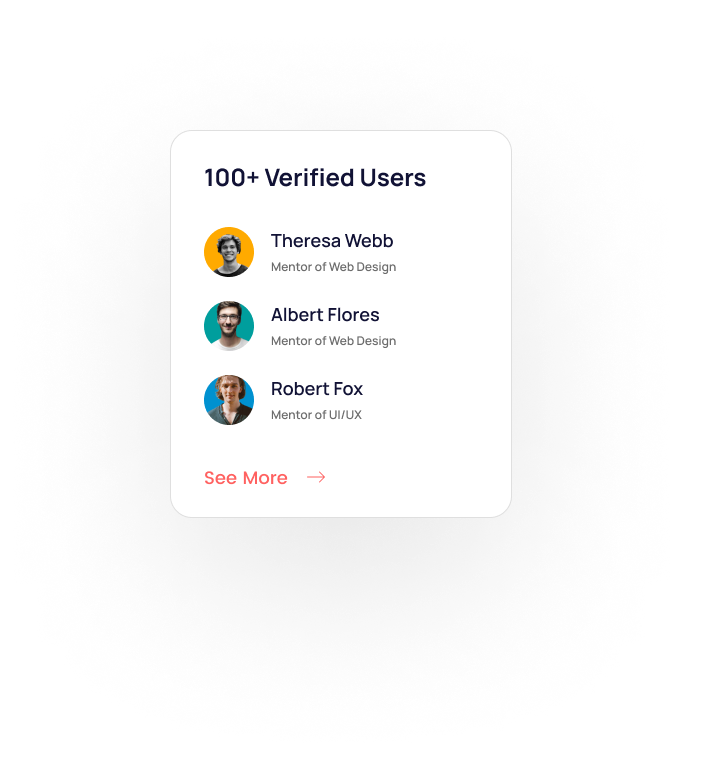 100+ Verified Users
Theresa Webb
Mentor of Web Design
Albert Flores
Mentor of Web Design
Robert Fox
Mentor of UI/UX
See More